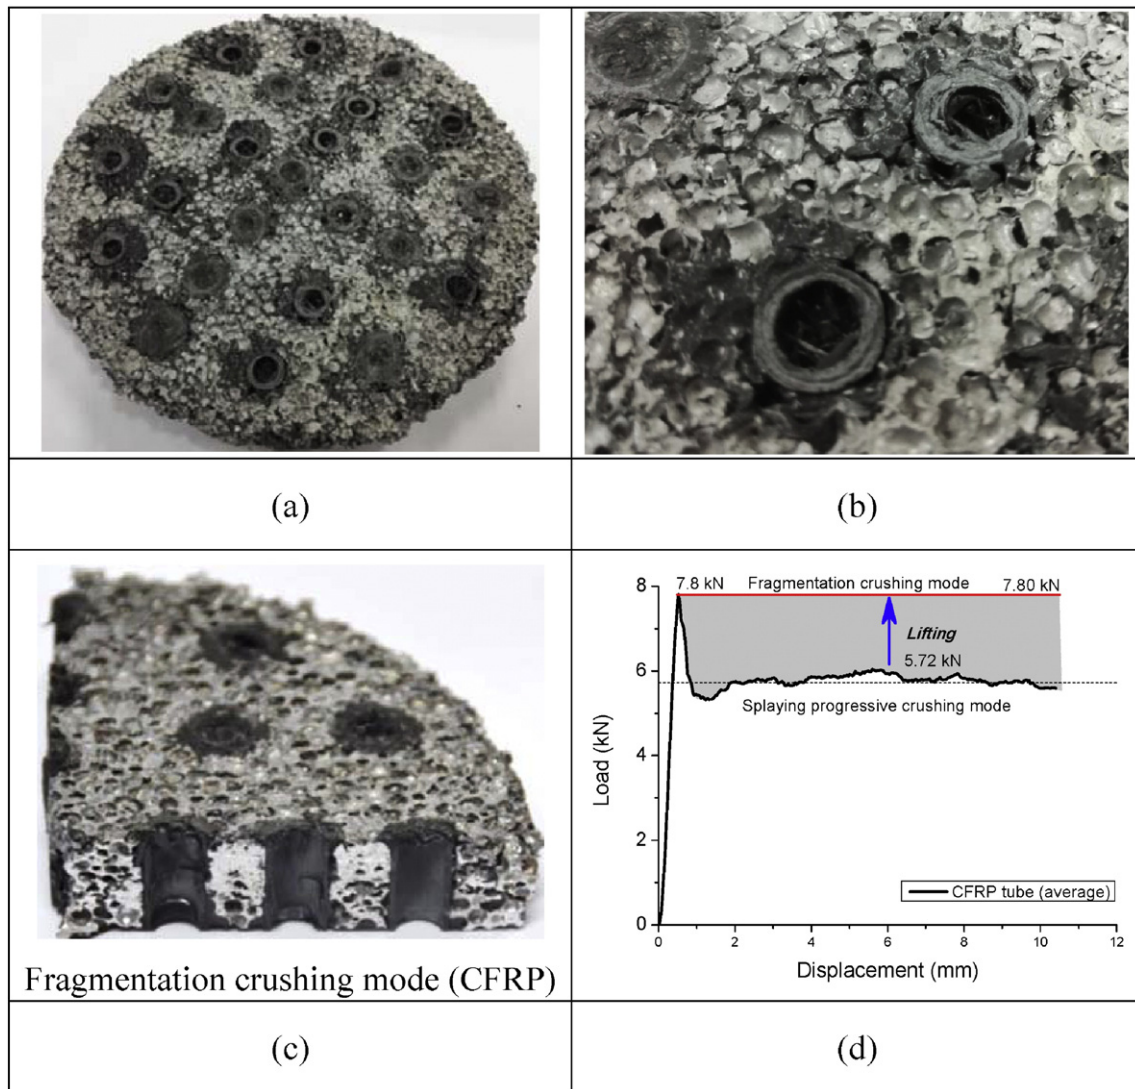 (a)
(b)
Fragmentation crushing mode (CFRP)
8
6
4
2
0
7.8 kN
Fragmentation crushing mode
7.80 kN
Lifting
5.72 kN
Splaying progressive crushing mode
CFRP tube (average)
Load (kN)
0
2
4
6
8
10
12
Displacement (mm)
(c)
(d)